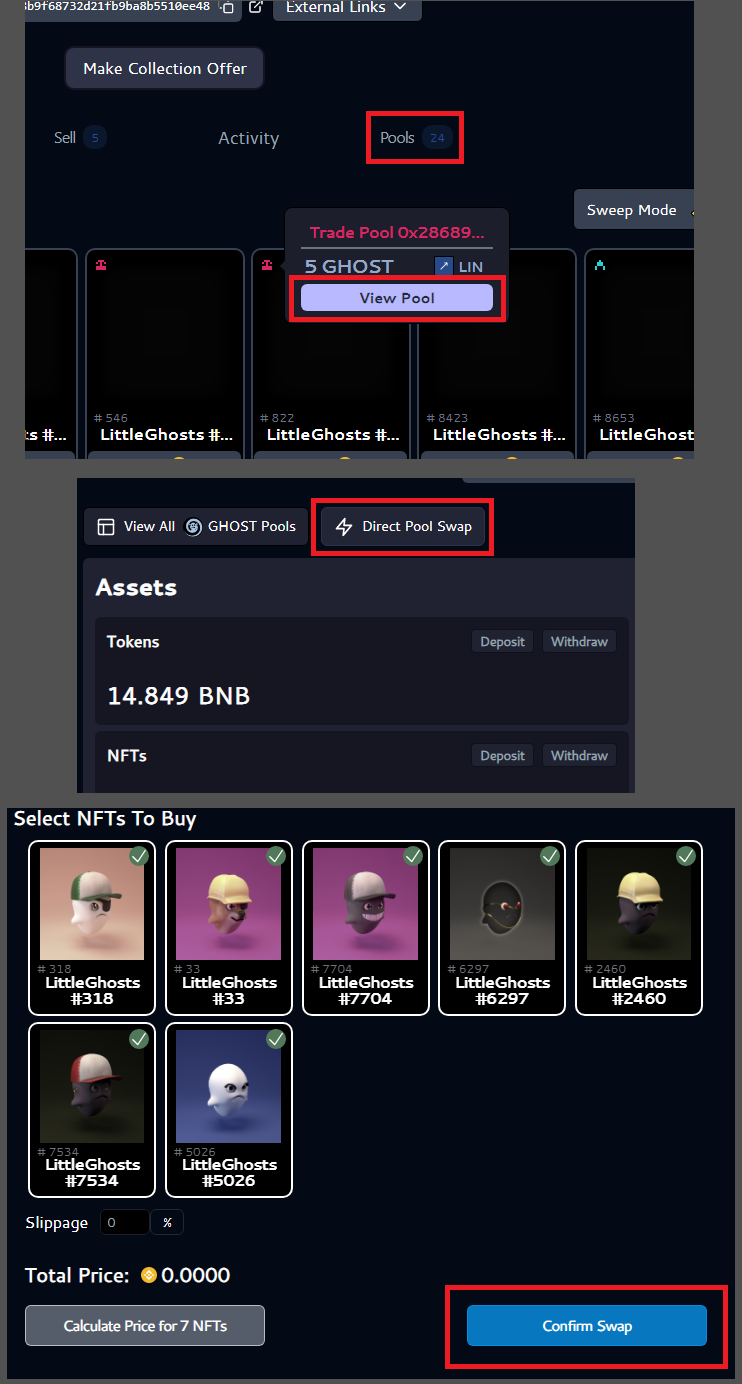 8b9f68732d21fb9ba8b5510ee48 External Links
Make Collection Offer
Sell 5 Activity Pools 24
Sweep Mode
Trade Pool 0x28689...
5 GHOST LIN
View Pool
# 546 # 822 # 8423 # 8653
ts #... LittleGhosts #... LittleGhosts #... LittleGhosts #... LittleGhost
View All GHOST Pools Direct Pool Swap
Assets
Tokens Deposit Withdraw
14.849 BNB
NFTs Deposit Withdraw
Select NFTs To Buy
# 318 # 33 # 7704 # 6297 # 2460
LittleGhosts LittleGhosts LittleGhosts LittleGhosts LittleGhosts
#318 #33 #7704 #6297 #2460
# 7534 # 5026
LittleGhosts LittleGhosts
#7534 #5026
Slippage 0 %
Total Price: 0.0000
Calculate Price for 7 NFTs Confirm Swap